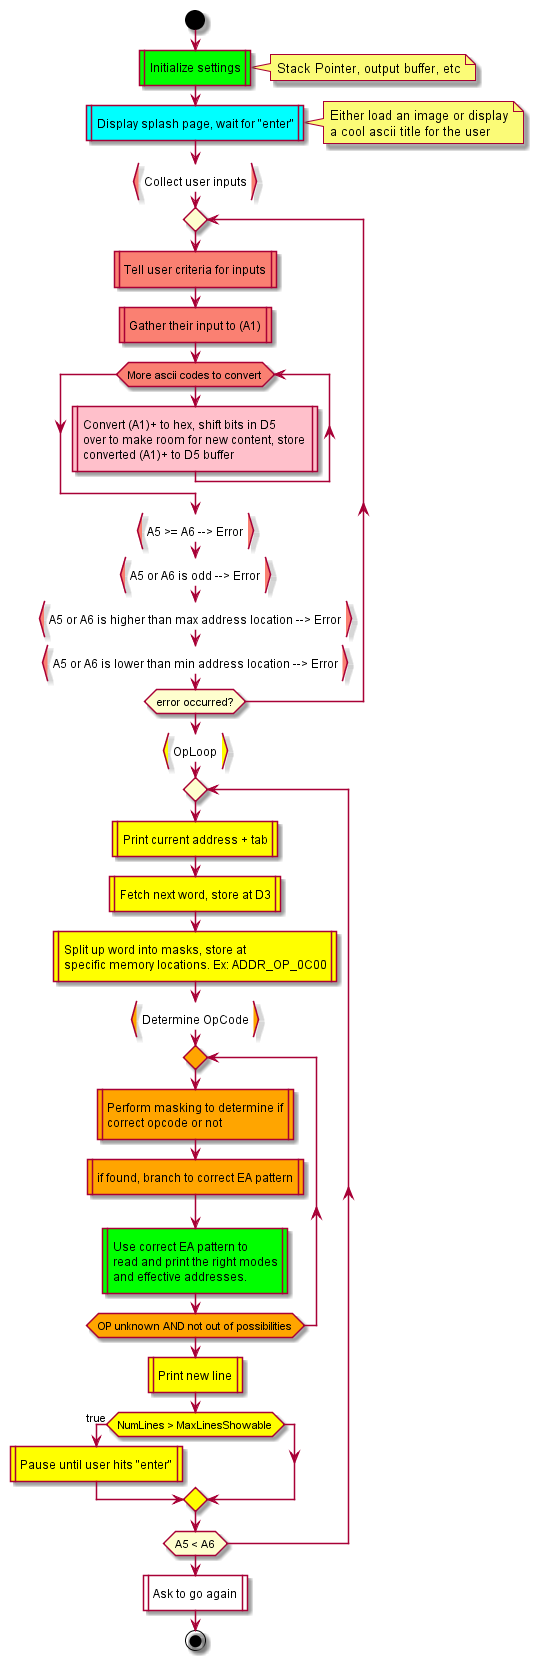 Initialize settings
Stack Pointer, output buffer, etc
Display splash page, wait for "enter"
Either load an image or display
a cool ascii title for the user
Collect user inputs
Tell user criteria for inputs
Gather their input to (A1)
More ascii codes to convert
Convert (A1)+ to hex, shift bits in D5
over to make room for new content, store
converted (A1)+ to D5 buffer
A5 >= A6 --> Error
A5 or A6 is odd --> Error
A5 or A6 is higher than max address location --> Error
A5 or A6 is lower than min address location --> Error
error occurred?
OpLoop
Print current address + tab
Fetch next word, store at D3
Split up word into masks, store at
specific memory locations. Ex: ADDR_OP_0C00
Determine OpCode
Perform masking to determine if
correct opcode or not
if found, branch to correct EA pattern
Use correct EA pattern to
read and print the right modes
and effective addresses.
OP unknown AND not out of possibilities
Print new line
true
NumLines > MaxLinesShowable
Pause until user hits "enter"
A5 < A6
Ask to go again